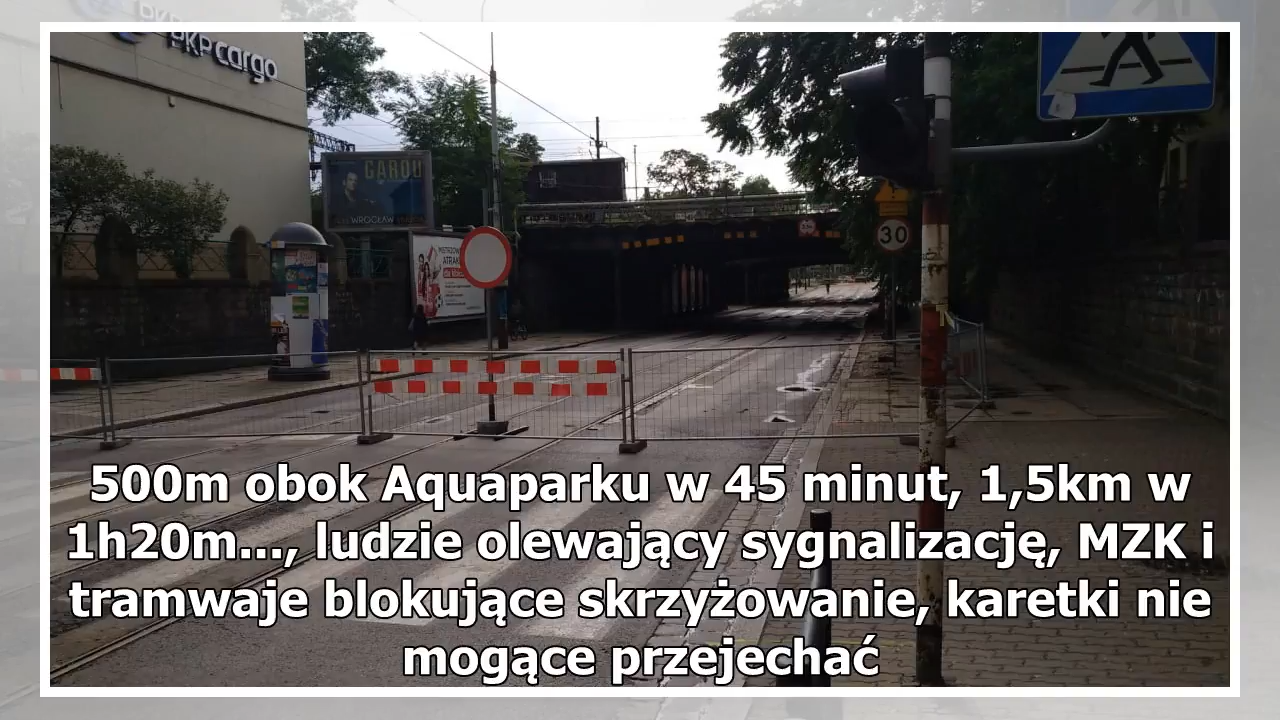 PKP cargo
GAROU
WROCŁAW
30
500m obok Aquaparku w 45 minut, 1,5km w
1h20m..., ludzie olewający sygnalizację, MZK i
tramwaje blokujące skrzyżowanie, karetki nie
mogące przejechać